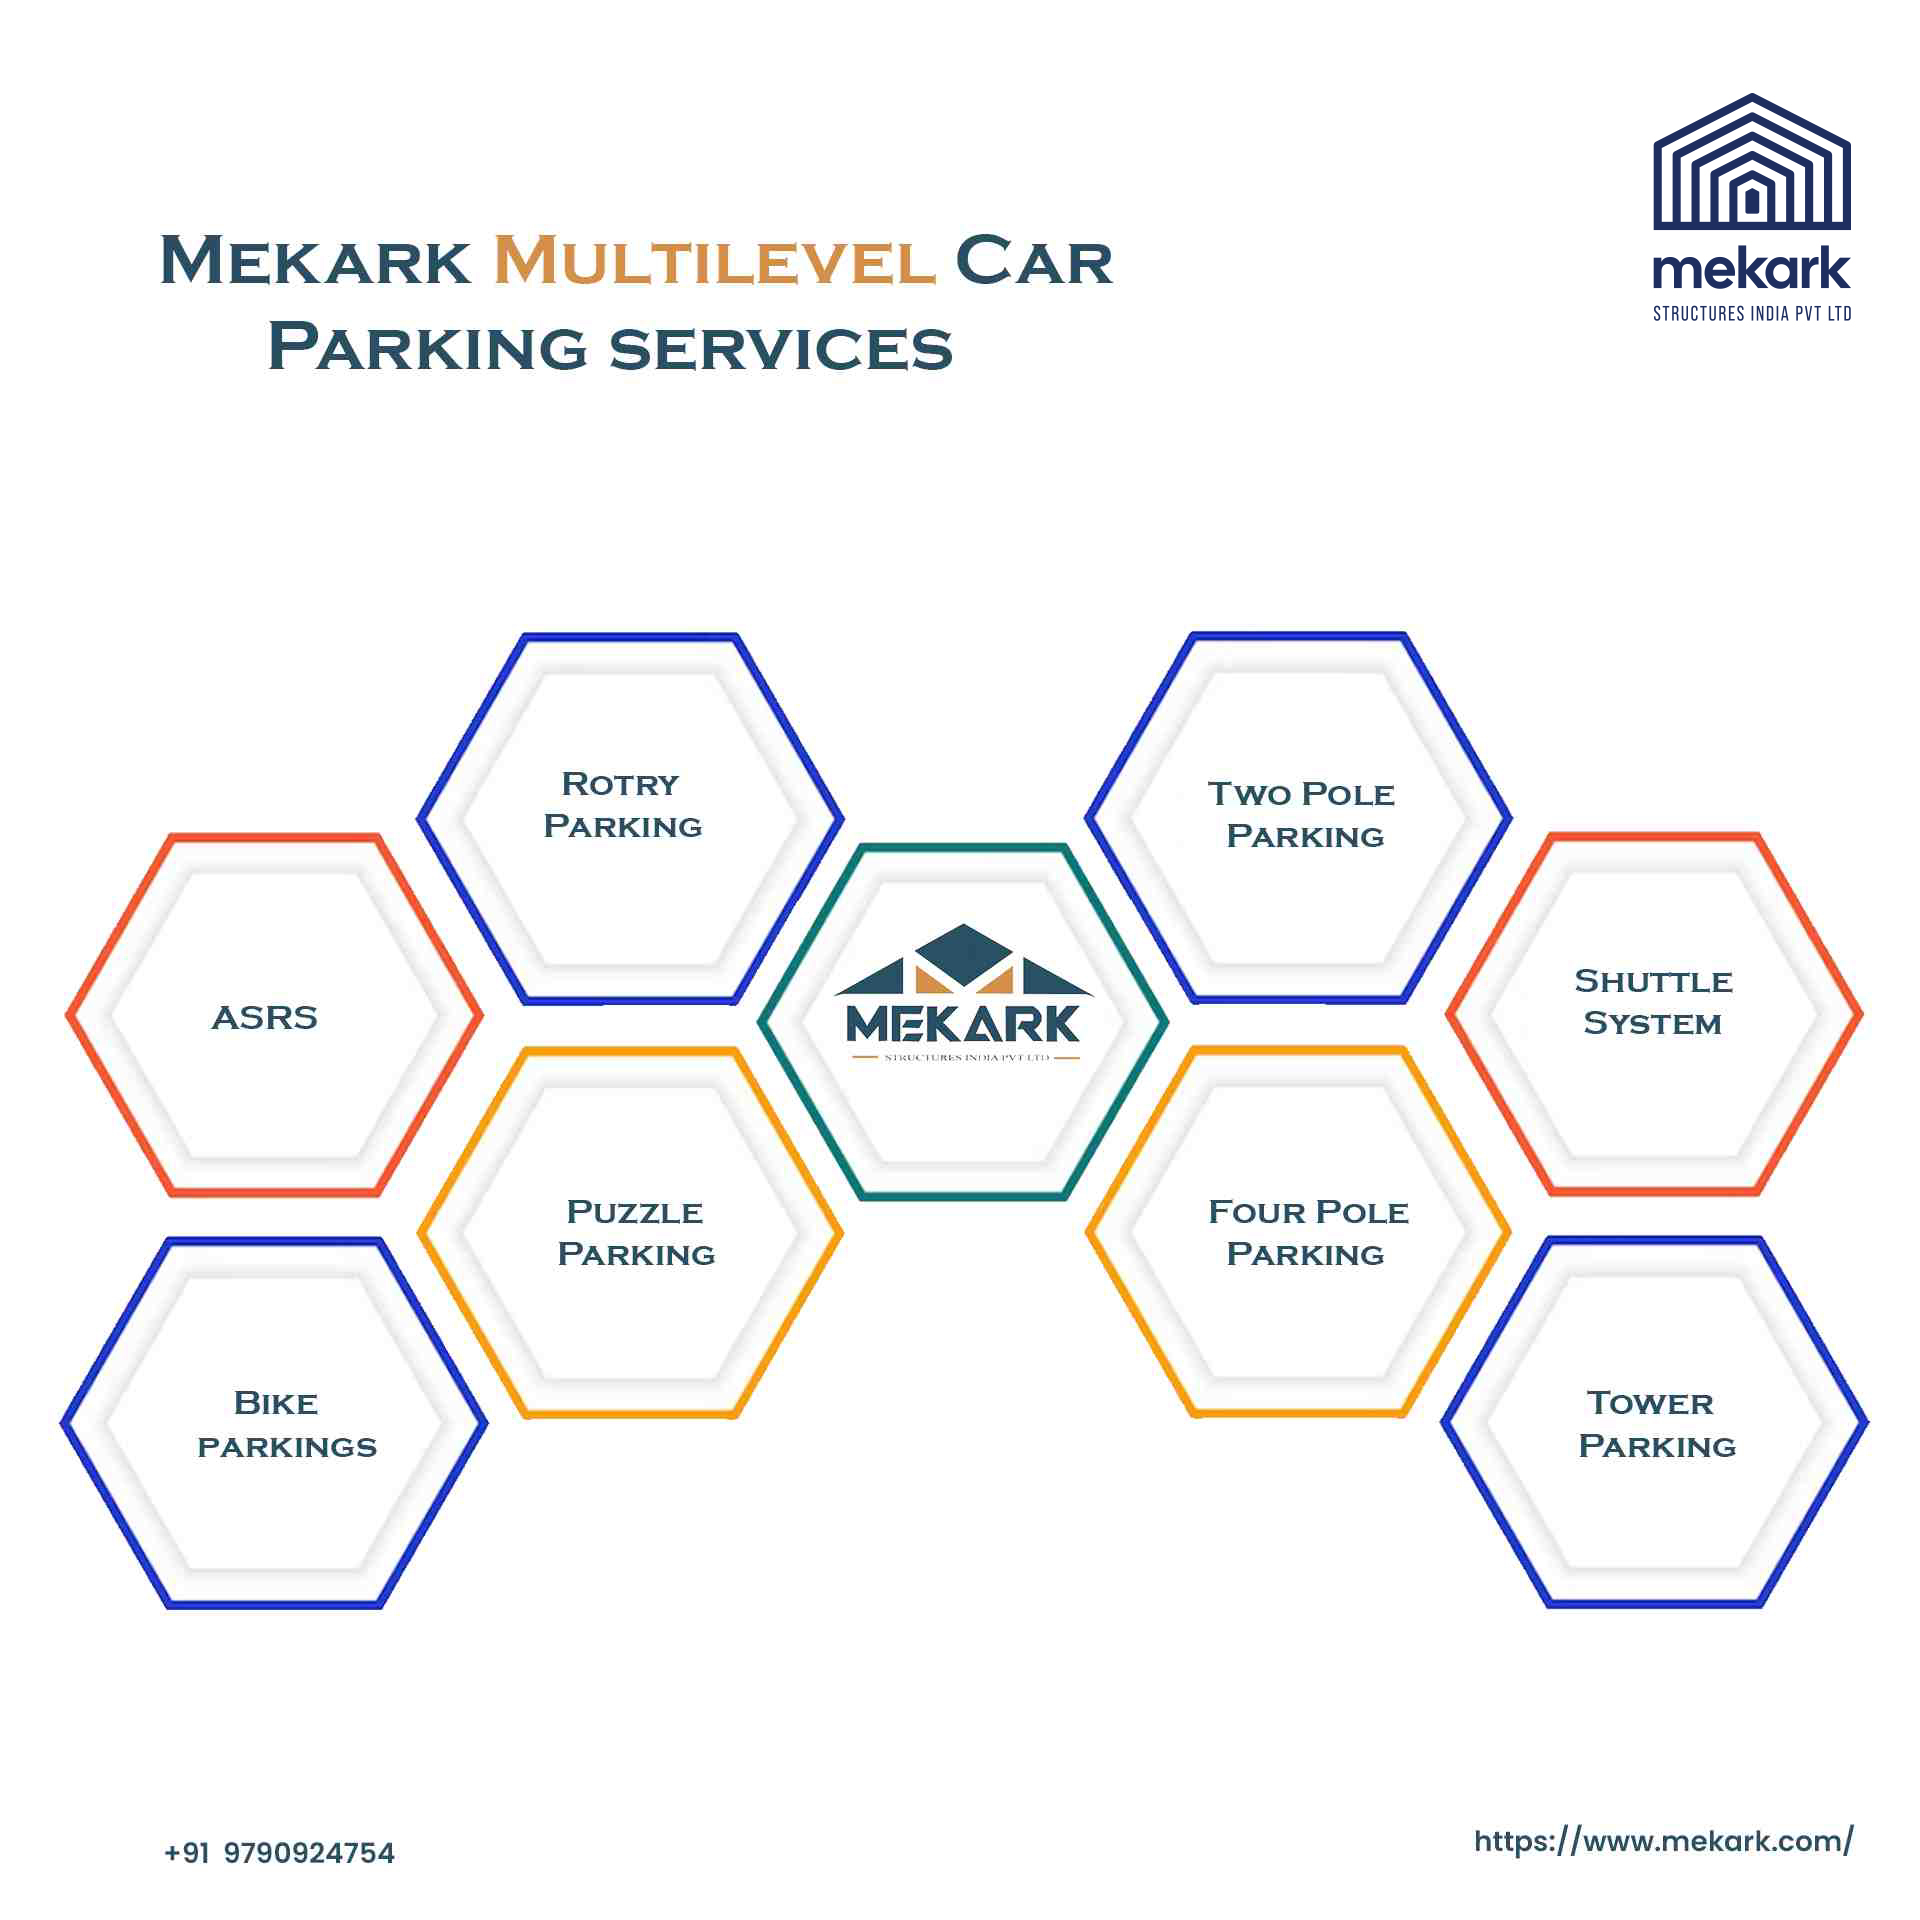 mekark
STRUCTURES INDIA PVT LTD
MEKARK MULTILEVEL CAR
PARKING SERVICES
ROTRY
PARKING
TWO POLE
PARKING
ASRS
MEKARK
STRUCTURES INDIA PVT LTD
SHUTTLE
SYSTEM
PUZZLE
PARKING
FOUR POLE
PARKING
BIKE
PARKINGS
TOWER
PARKING
+91 9790924754
https://www.mekark.com/